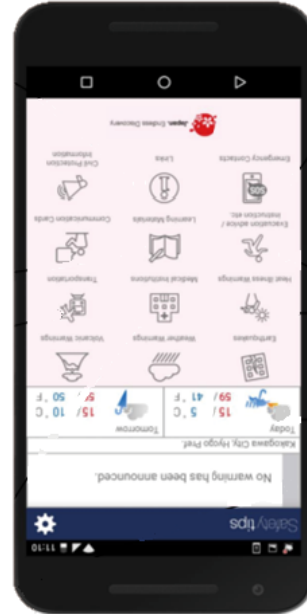 11:10
Safety tips
No warning has been announced.
Kakogawa City, Hyogo Pref.
Today Tomorrow
15/ 5 °C 15/ 10 °C
59/ 41 °F 50 °F
Earthquakes Weather Warnings Volcanic Warnings
Heat Illness Warnings Medical Institutions Transportation
Evacuation advice / Learning Materials Communication Cards
instruction etc
SOS
Emergency Contacts Links Civil Protection
Information
Japan. Endless Discovery.